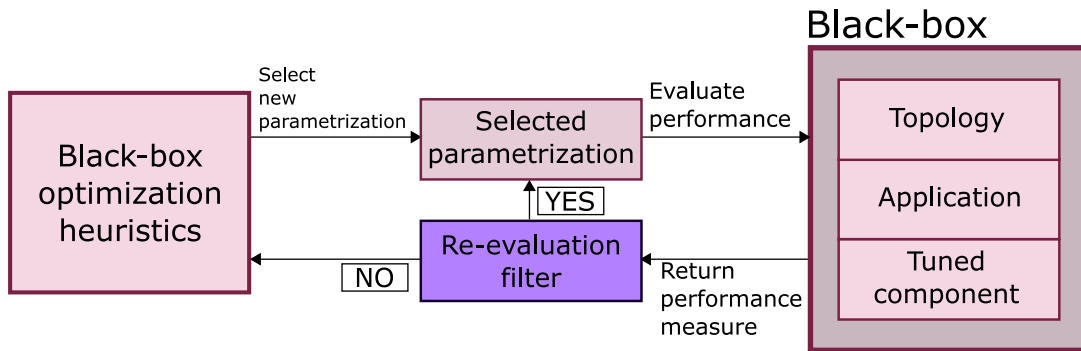 Black-box
Select
new
parametrization
Evaluate
performance
Black-box
optimization
heuristics
Selected
parametrization
Topology
YES
Application
Re-evaluation
filter
NO
Return
performance
measure
Tuned
component